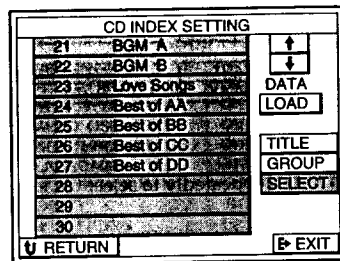 CD INDEX SETTING
21 BGM A
22 BGM B
23 Love Songs
24 Best of AA
25 Best of BB
26 Best of CC
27 Best of DD
28
29
30
DATA
LOAD
TITLE
GROUP
SELECT
RETURN
EXIT